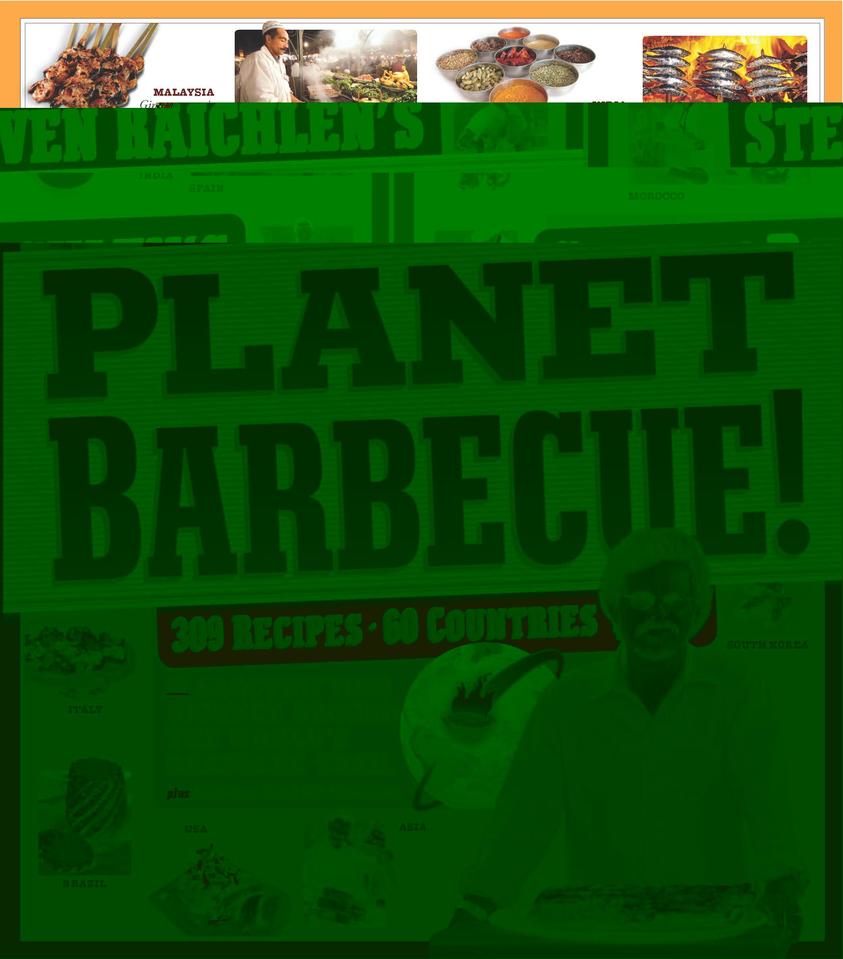 MALAYSIA
VEN RAICHLEN'S
STE
INDIA
SPAIN
MOROCCO
PLANET
BARBECUE!
309 RECIPES · 60 COUNTRIES
SOUTH KOREA
ITALY
plus
USA
ASIA
BRAZIL